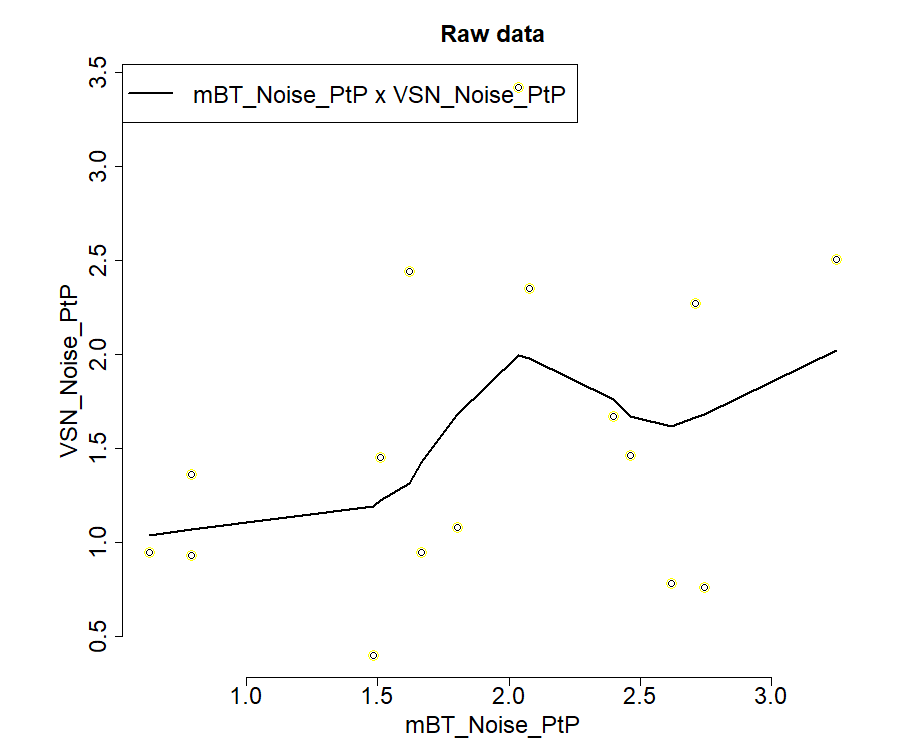 Raw data
mBT_Noise_PtP x VSN_Noise_PtP
3.5
3.0
2.5
2.0
1.5
1.0
0.5
VSN_Noise_PtP
1.0 1.5 2.0 2.5 3.0
mBT_Noise_PtP